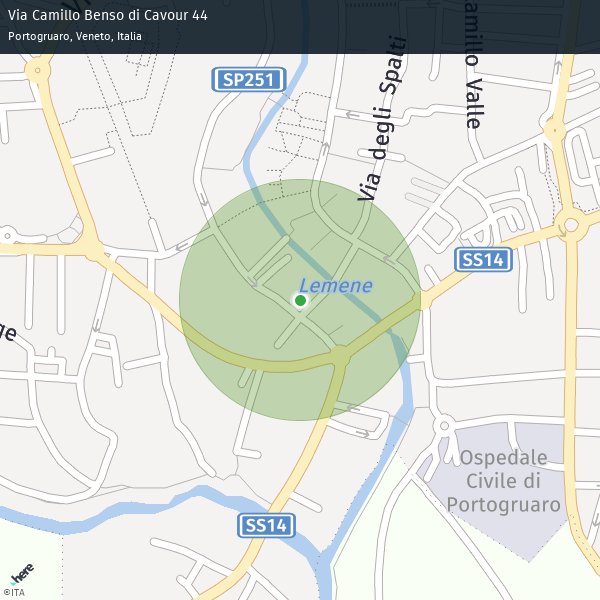 Via Camillo Benso di Cavour 44
Portogruaro, Veneto, Italia
SP251
Via degli Spalti
amillo Valle
SS14
Lemene
ge
Ospedale
Civile di
Portogruaro
SS14
here
©ITA